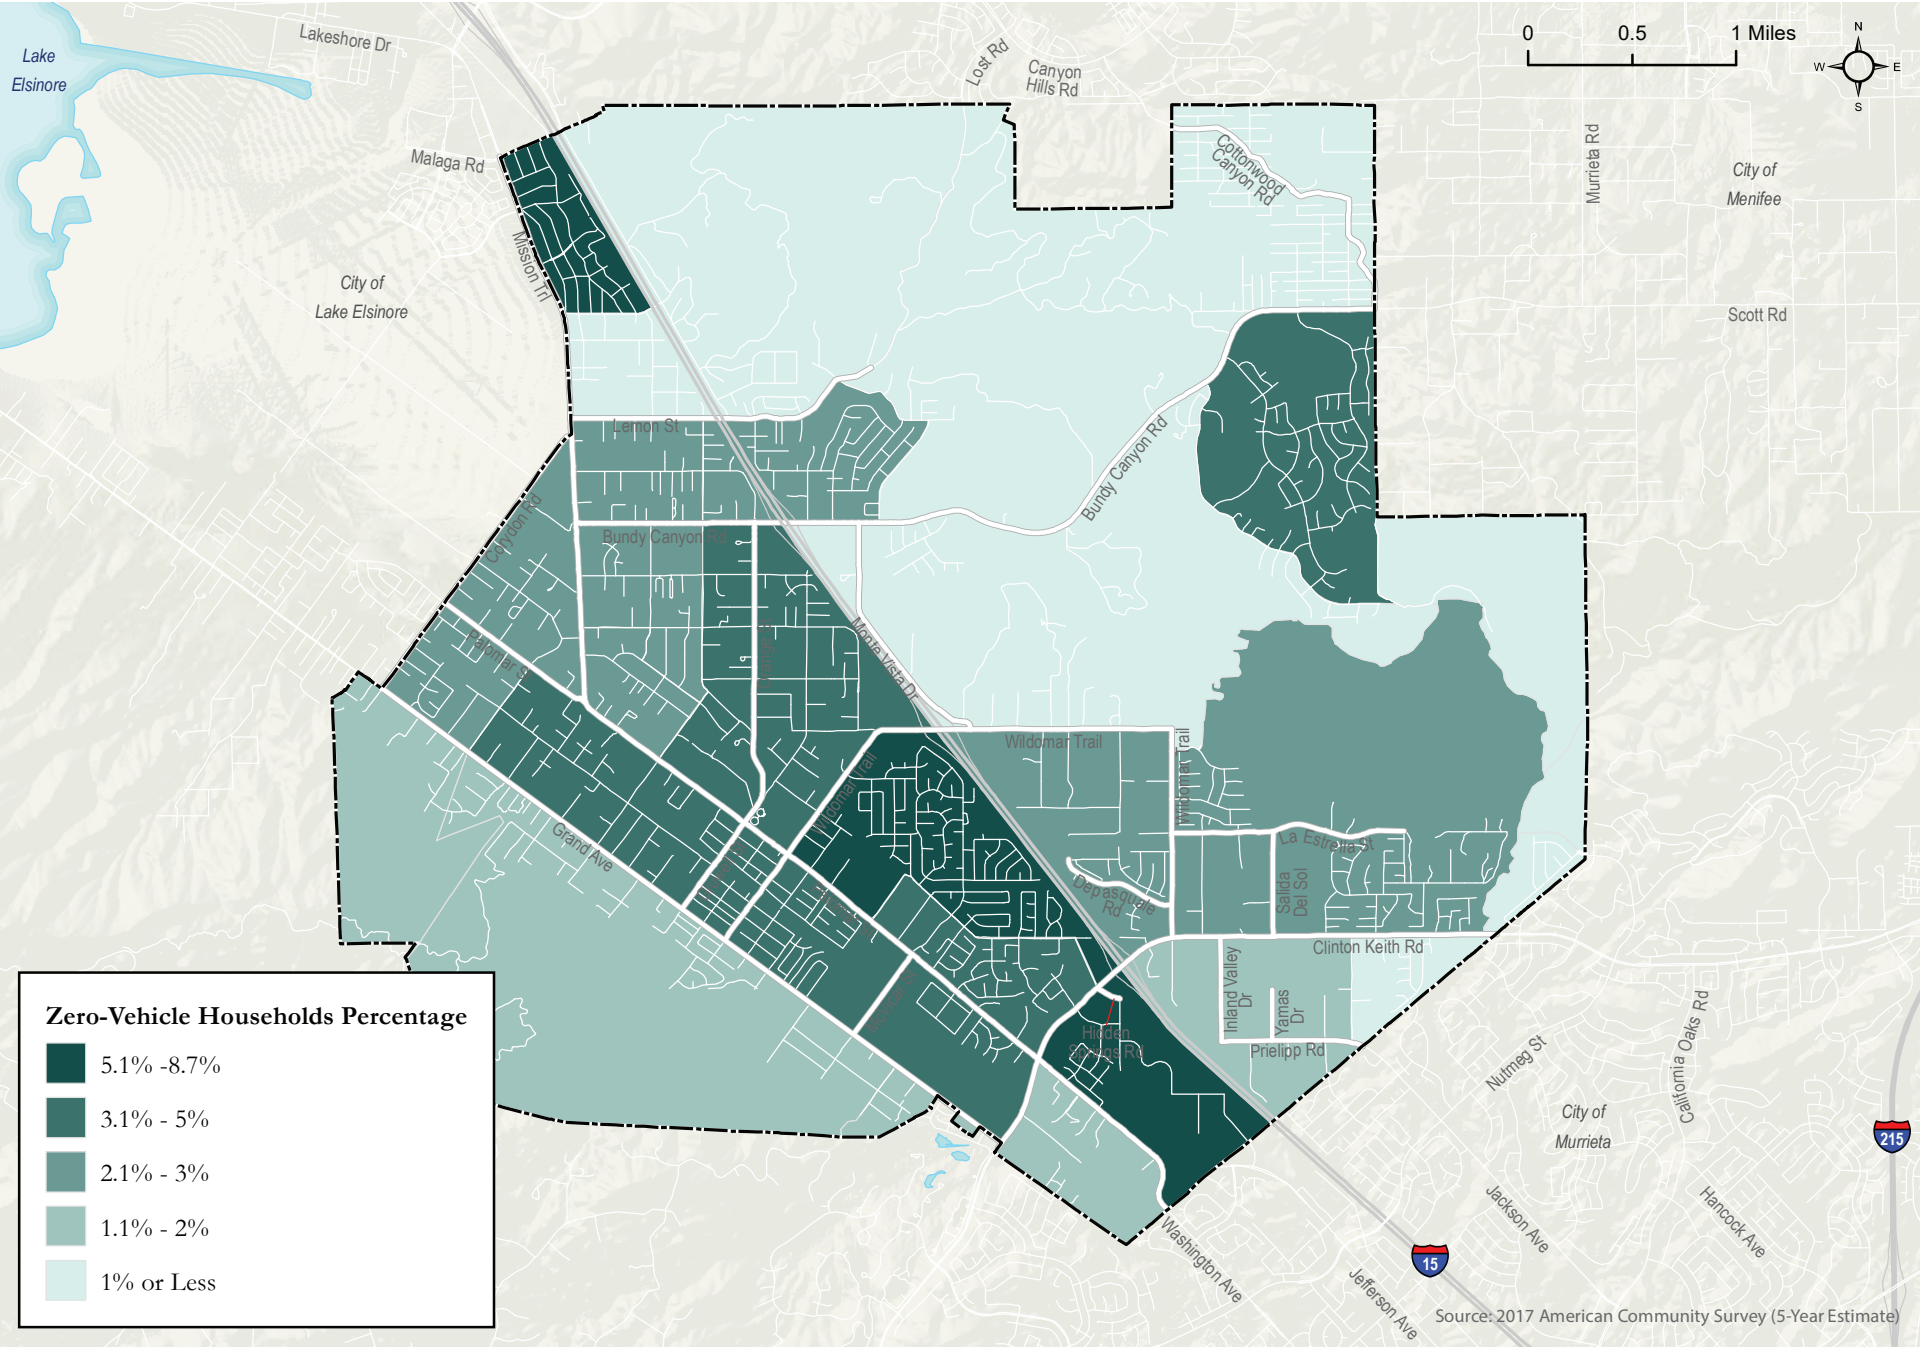 Lakeshore Dr
Lost Rd
Canyon
Hills Rd
0 0.5 1 Miles
N
W E
S
Lake
Elsinore
Malaga Rd
Cottonwood
Canyon Rd
Murrieta Rd
City of
Menifee
Mission Trl
City of
Lake Elsinore
Scott Rd
Lemon St
Bundy Canyon Rd
Corydon Rd
Bundy Canyon Rd
Palomar St
Monte Vista Dr
Wildomar Trail
Wildomar Trail
Wildomar Trail
Grand Ave
La Estrella St
Depasquale
Rd
Salida
Del Sol
Clinton Keith Rd
Inland Valley
Dr
Yamas
Dr
Hidden
Springs Rd
Prielipp Rd
Nutmeg St
California Oaks Rd
City of
Murrieta
215
Jackson Ave
Hancock Ave
Washington Ave
15
Jefferson Ave
Zero-Vehicle Households Percentage
5.1% -8.7%
3.1% - 5%
2.1% - 3%
1.1% - 2%
1% or Less
Source: 2017 American Community Survey (5-Year Estimate)